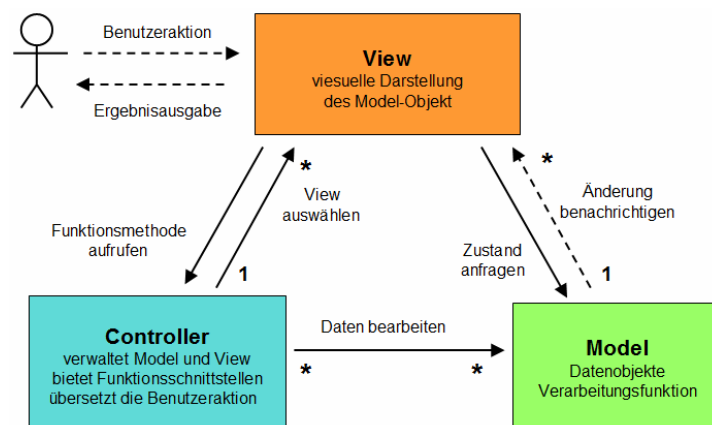 Benutzeraktion
Ergebnisausgabe
View
viesuelle Darstellung
des Model-Objekt
*
View
auswählen
*
Änderung
benachrichtigen
Funktionsmethode
aufrufen
Zustand
anfragen
1
1
Controller
verwaltet Model und View
bietet Funktionsschnittstellen
übersetzt die Benutzeraktion
Daten bearbeiten
*
*
Model
Datenobjekte
Verarbeitungsfunktion